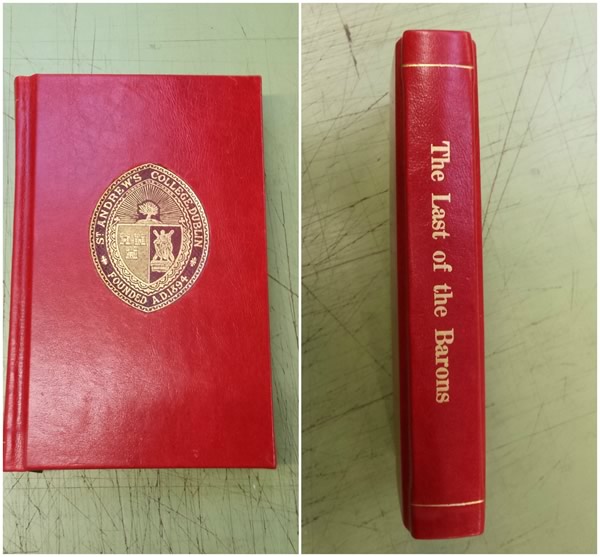 St ANDREW'S COLLEGE·DUBLIN
FOUNDED A.D.1894
The Last of the Barons